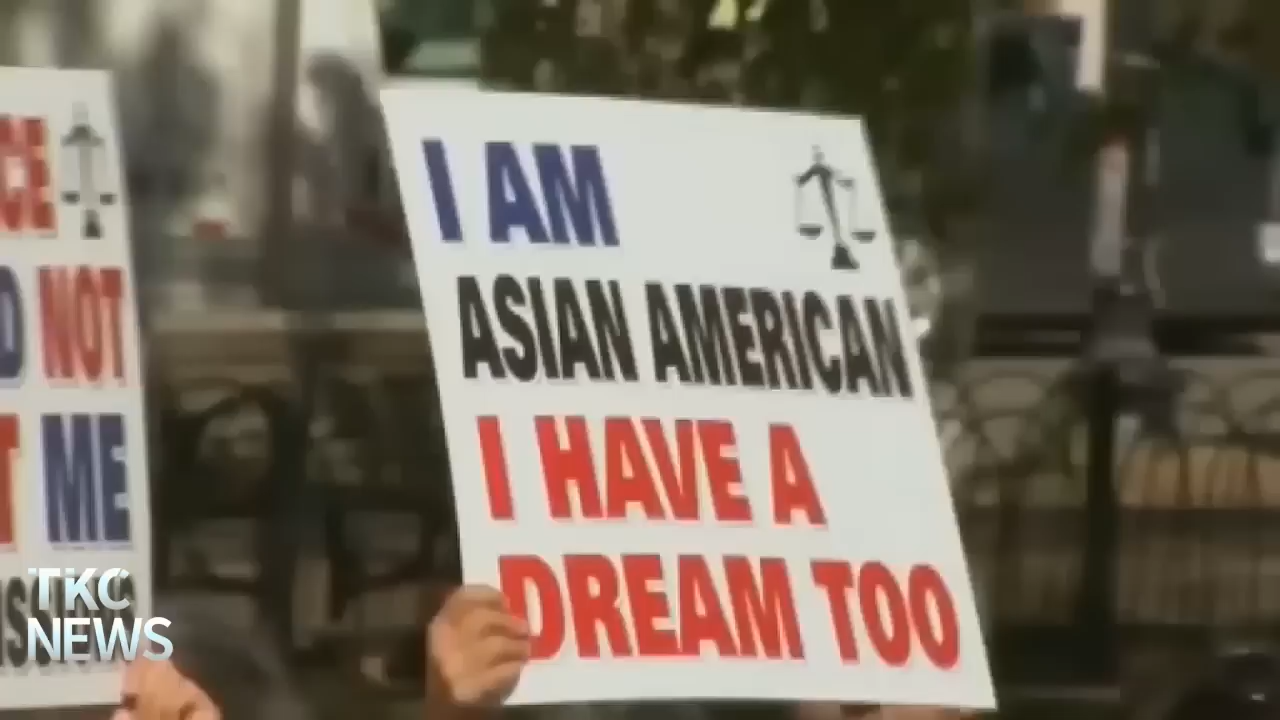 NOT
ME
I AM
ASIAN AMERICAN
I HAVE A
DREAM TOO
TKC
NEWS